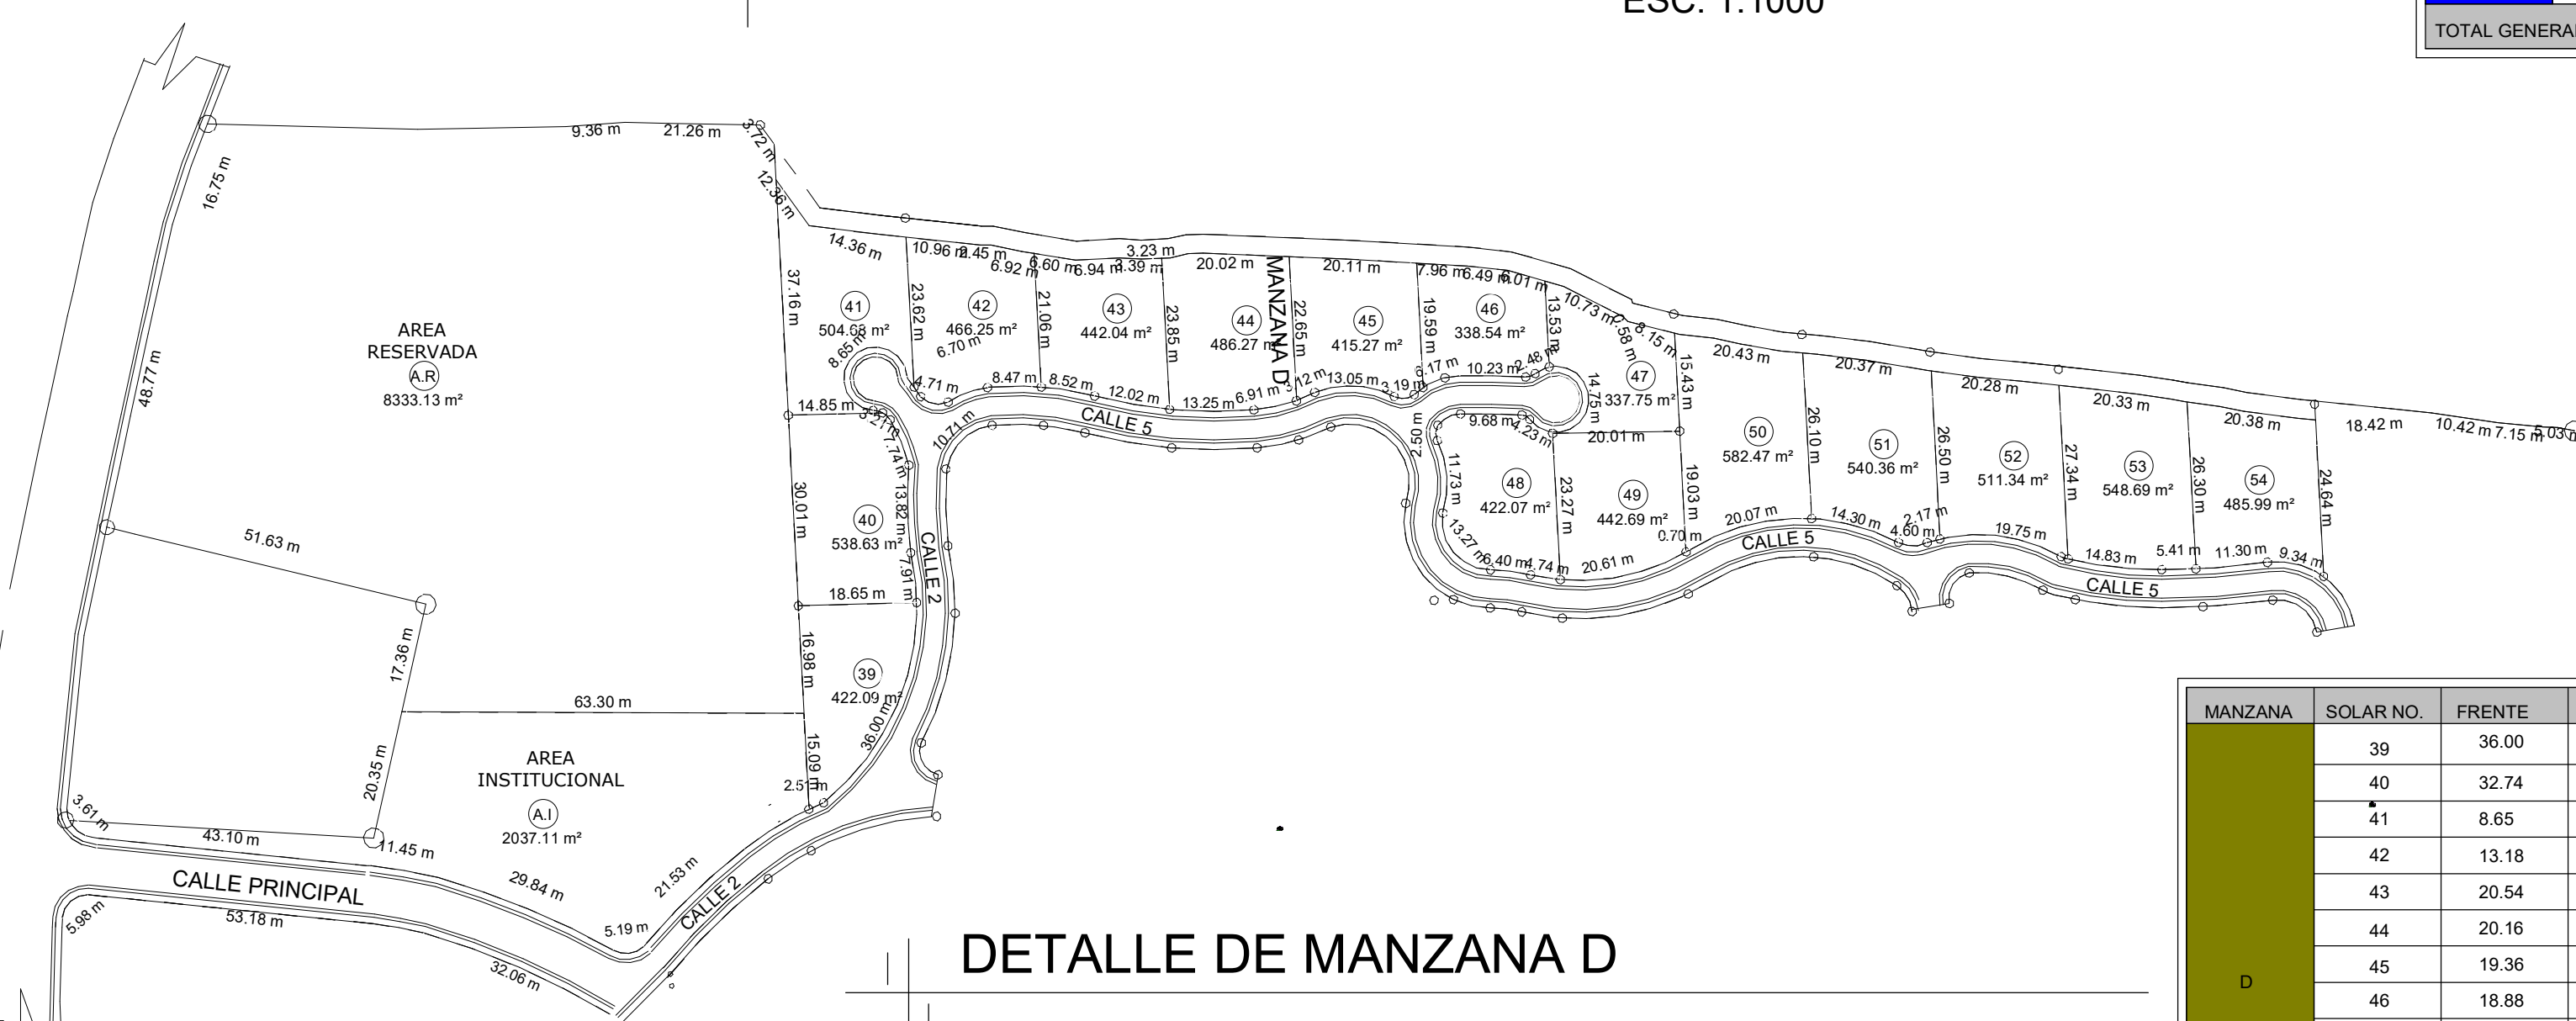 ESC: 1:1000
TOTAL GENERA
9.36 m
21.26 m
3.72 m
12.36 m
16.75 m
48.77 m
51.63 m
17.36 m
20.35 m
63.30 m
43.10 m
3.61 m
11.45 m
29.84 m
5.19 m
21.53 m
2.51 m
53.18 m
5.98 m
32.06 m
AREA
RESERVADA
A.R
8333.13 m²
AREA
INSTITUCIONAL
A.I
2037.11 m²
CALLE PRINCIPAL
CALLE 2
CALLE 2
37.16 m
14.85 m
30.01 m
18.65 m
16.98 m
15.09 m
36.00 m
7.91 m
13.82 m
7.74 m
3.21 m
10.71 m
8.65 m
4.71 m
39
422.09 m²
40
538.63 m²
41
504.63 m²
14.36 m
23.62 m
10.96 m
2.45 m
6.92 m
42
466.25 m²
6.70 m
8.47 m
21.06 m
6.60 m
6.94 m
3.39 m
3.23 m
43
442.04 m²
8.52 m
12.02 m
23.85 m
20.02 m
44
486.27 m²
13.25 m
6.91 m
MANZANA D
22.65 m
20.11 m
45
415.27 m²
3.12 m
13.05 m
3.19 m
19.59 m
7.96 m
6.49 m
6.01 m
46
338.54 m²
10.23 m
2.48 m
13.53 m
10.73 m
8.15 m
47
337.75 m²
14.75 m
15.43 m
20.01 m
9.68 m
4.23 m
2.50 m
11.73 m
13.27 m
6.40 m
4.74 m
48
422.07 m²
23.27 m
49
442.69 m²
20.61 m
19.03 m
0.70 m
20.43 m
50
582.47 m²
20.07 m
26.10 m
20.37 m
51
540.36 m²
14.30 m
4.60 m
2.17 m
26.50 m
20.28 m
52
511.34 m²
19.75 m
27.34 m
20.33 m
53
548.69 m²
14.83 m
5.41 m
26.30 m
20.38 m
54
485.99 m²
11.30 m
9.34 m
24.64 m
18.42 m
10.42 m
7.15 m
5.03
CALLE 5
CALLE 5
CALLE 5
DETALLE DE MANZANA D
MANZANA SOLAR NO. FRENTE
39 36.00
40 32.74
41 8.65
42 13.18
43 20.54
44 20.16
45 19.36
D
46 18.88